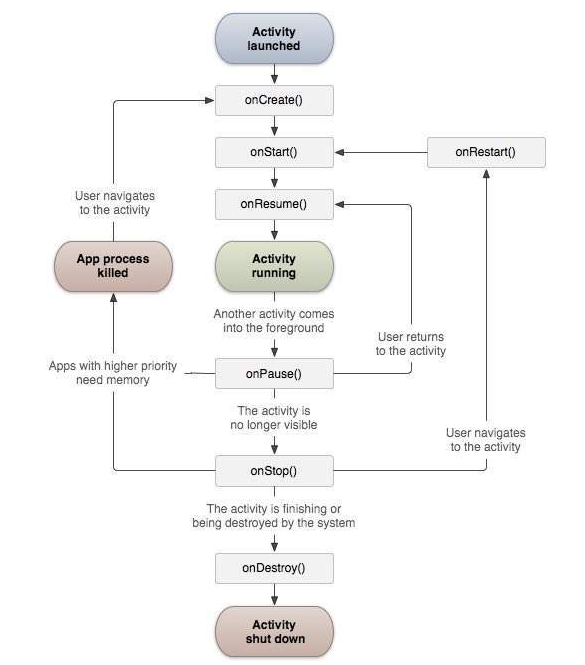 Activity
launched
onCreate()
onStart()
onRestart()
User navigates
to the activity
onResume()
App process
killed
Activity
running
Another activity comes
into the foreground
User returns
to the activity
Apps with higher priority
need memory
onPause()
The activity is
no longer visible
User navigates
to the activity
onStop()
The activity is finishing or
being destroyed by the system
onDestroy()
Activity
shut down